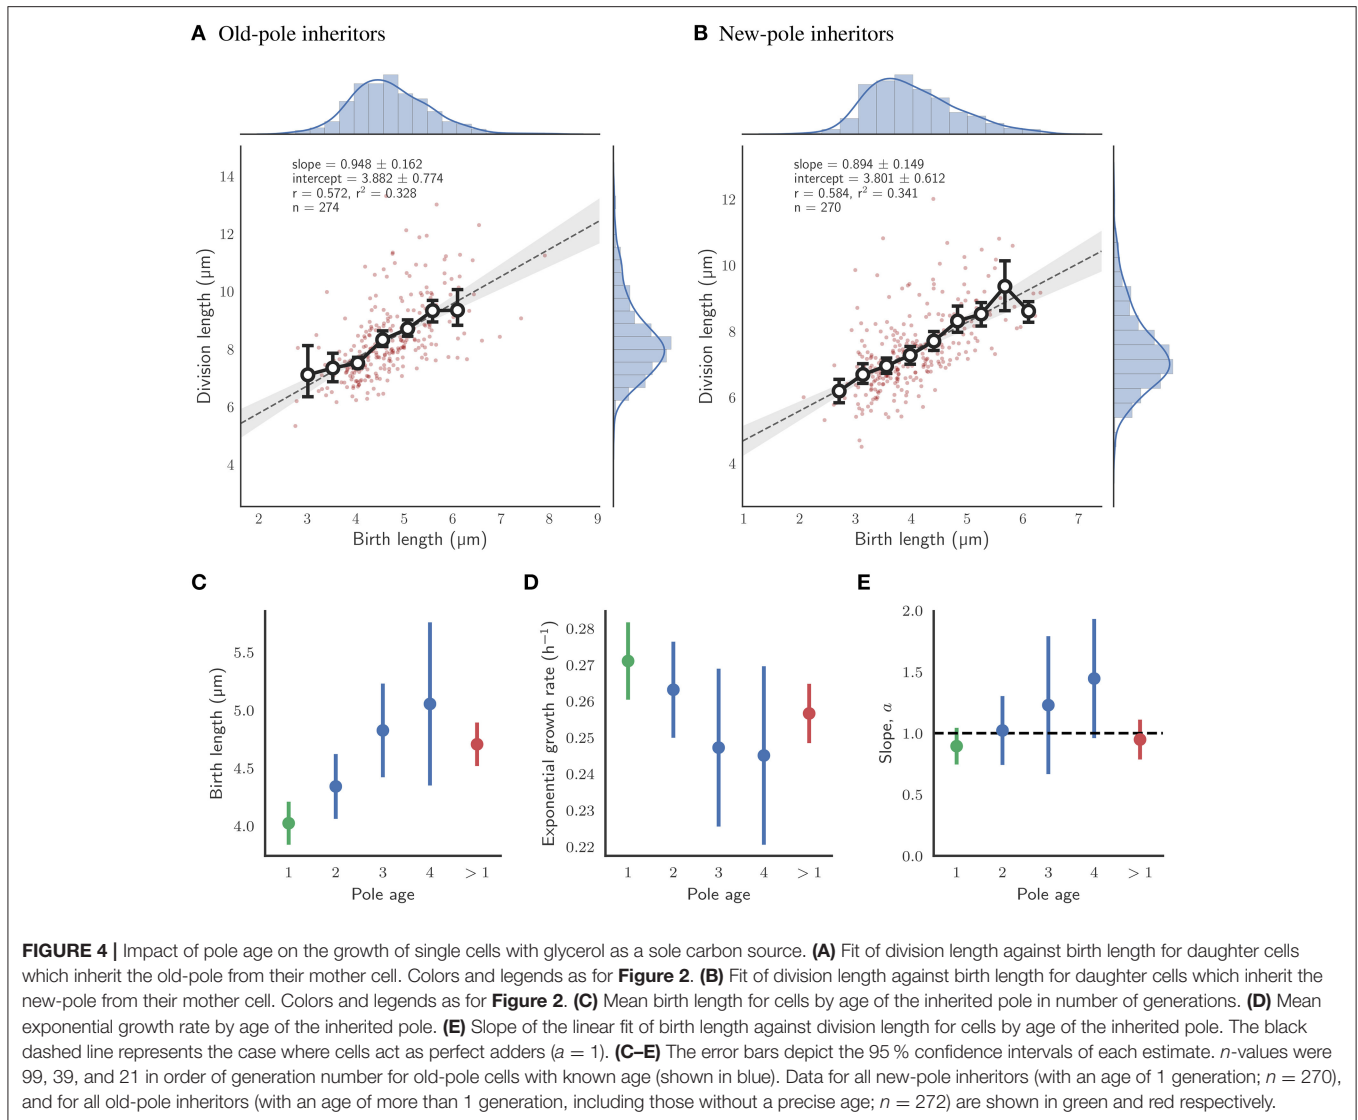 A Old-pole inheritors
B New-pole inheritors
slope = 0.948 ± 0.162
intercept = 3.882 ± 0.774
r = 0.572, r² = 0.328
n = 274
Division length (µm)
14
12
10
8
6
4
2 3 4 5 6 7 8 9
Birth length (µm)
slope = 0.894 ± 0.149
intercept = 3.801 ± 0.612
r = 0.584, r² = 0.341
n = 270
Division length (µm)
12
10
8
6
4
1 2 3 4 5 6 7
Birth length (µm)
C
Birth length (µm)
5.5
5.0
4.5
4.0
1 2 3 4 > 1
Pole age
D
Exponential growth rate (h⁻¹)
0.28
0.27
0.26
0.25
0.24
0.23
0.22
1 2 3 4 > 1
Pole age
E
Slope, a
2.0
1.5
1.0
0.5
0.0
1 2 3 4 > 1
Pole age
FIGURE 4 | Impact of pole age on the growth of single cells with glycerol as a sole carbon source. (A) Fit of division length against birth length for daughter cells
which inherit the old-pole from their mother cell. Colors and legends as for Figure 2. (B) Fit of division length against birth length for daughter cells which inherit the
new-pole from their mother cell. Colors and legends as for Figure 2. (C) Mean birth length for cells by age of the inherited pole in number of generations. (D) Mean
exponential growth rate by age of the inherited pole. (E) Slope of the linear fit of birth length against division length for cells by age of the inherited pole. The black
dashed line represents the case where cells act as perfect adders (a = 1). (C–E) The error bars depict the 95 % confidence intervals of each estimate. n-values were
99, 39, and 21 in order of generation number for old-pole cells with known age (shown in blue). Data for all new-pole inheritors (with an age of 1 generation; n = 270),
and for all old-pole inheritors (with an age of more than 1 generation, including those without a precise age; n = 272) are shown in green and red respectively.